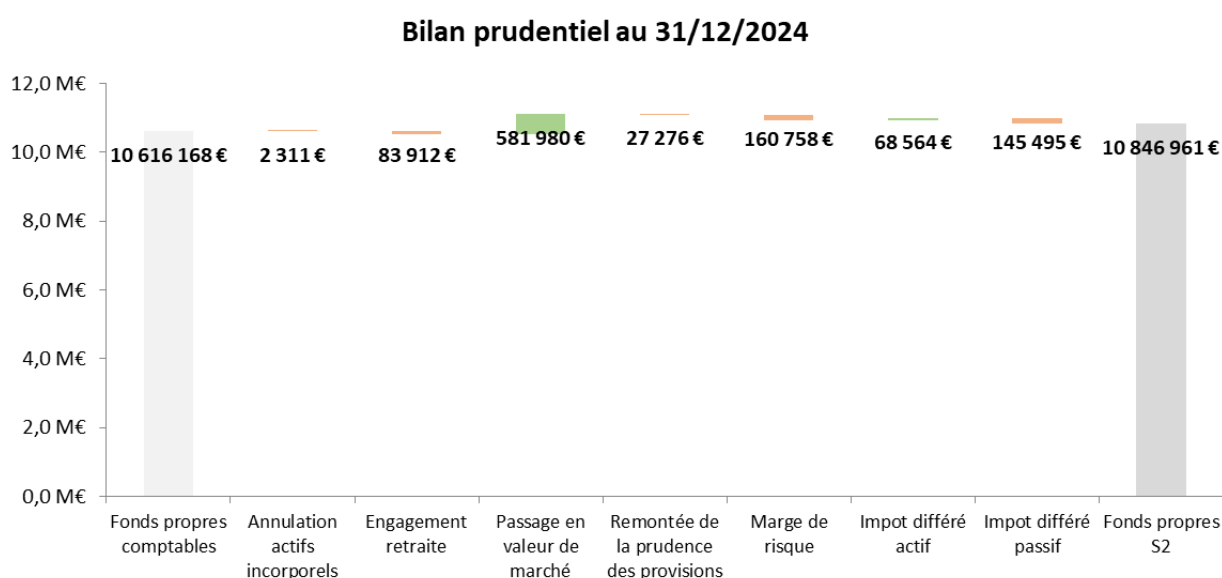 Bilan prudentiel au 31/12/2024
12,0 M€
10,0 M€
8,0 M€
6,0 M€
4,0 M€
2,0 M€
0,0 M€
10 616 168 €
2 311 €
83 912 €
581 980 €
27 276 €
160 758 €
68 564 €
145 495 €
10 846 961 €
Fonds propres
comptables
Annulation
actifs
incorporels
Engagement
retraite
Passage en
valeur de
marché
Remontée de
la prudence
des provisions
Marge de
risque
Impot différé
actif
Impot différé
passif
Fonds propres
S2